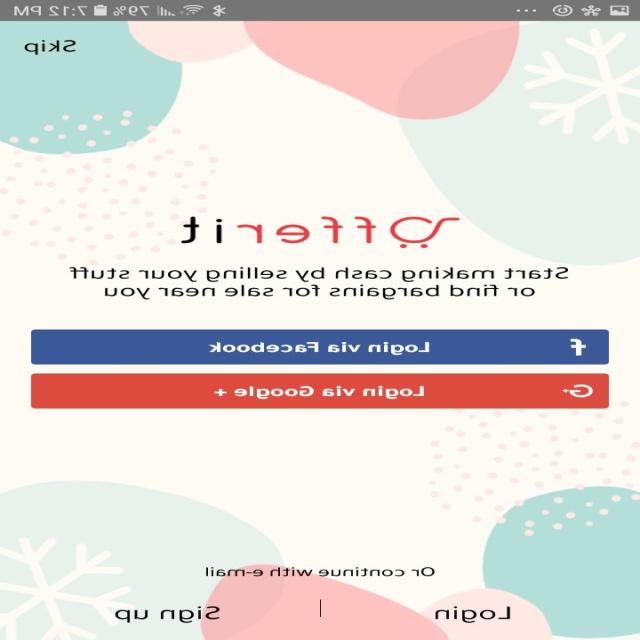 79% 7:12 PM
Skip
Offerit
Start making cash by selling your stuff
or find bargains for sale near you
f Login via Facebook
G+ Login via Google +
Or continue with e-mail
Login | Sign up